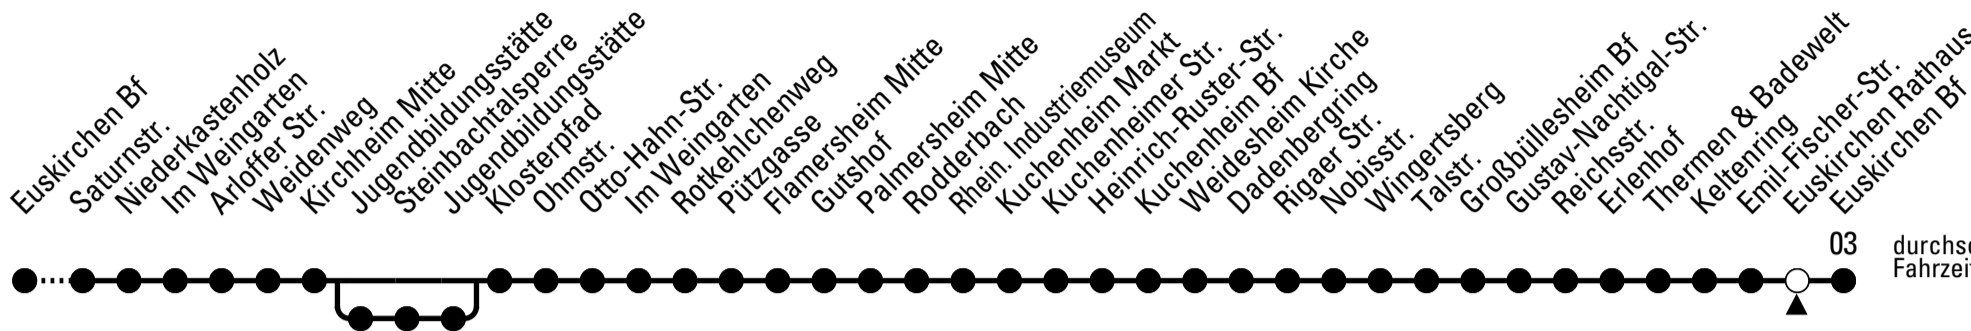 Euskirchen Bf
Saturnstr.
Niederkastenholz
Im Weingarten
Arloffer Str.
Weidenweg
Kirchheim Mitte
Jugendbildungsstätte
Steinbachtalsperre
Jugendbildungsstätte
Klosterpfad
Ohmstr.
Otto-Hahn-Str.
Im Weingarten
Rotkehlchenweg
Pützgasse
Flamersheim Mitte
Gutshof
Palmersheim Mitte
Rodderbach
Rhein. Industriemuseum
Kuchenheim Markt
Kuchenheimer Str.
Heinrich-Ruster-Str.
Kuchenheim Bf
Weidesheim Kirche
Dadenbergring
Rigaer Str.
Nobisstr.
Wingertsberg
Talstr.
Großbüllesheim Bf
Gustav-Nachtigal-Str.
Reichsstr.
Erlenhof
Thermen & Badewelt
Keltenring
Emil-Fischer-Str.
Euskirchen Rathaus
Euskirchen Bf
03